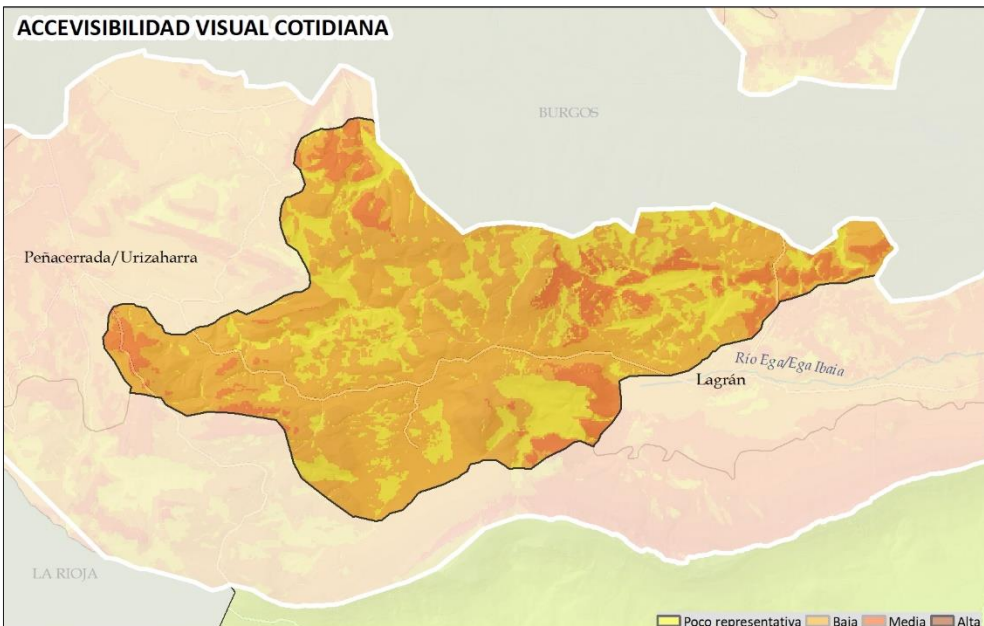 ACCEVISIBILIDAD VISUAL COTIDIANA
BURGOS
Peñacerrada/Urizaharra
Río Ega/Ega Ibaia
Lagrán
LA RIOJA
Poco representativa Baja Media Alta